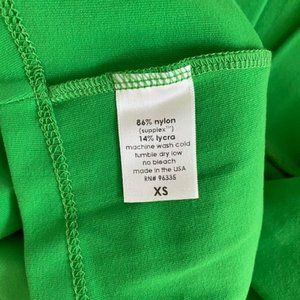 86% nylon
(supplex™)
14% lycra
machine wash cold
tumble dry low
no bleach
made in the USA
RN# 96335
XS